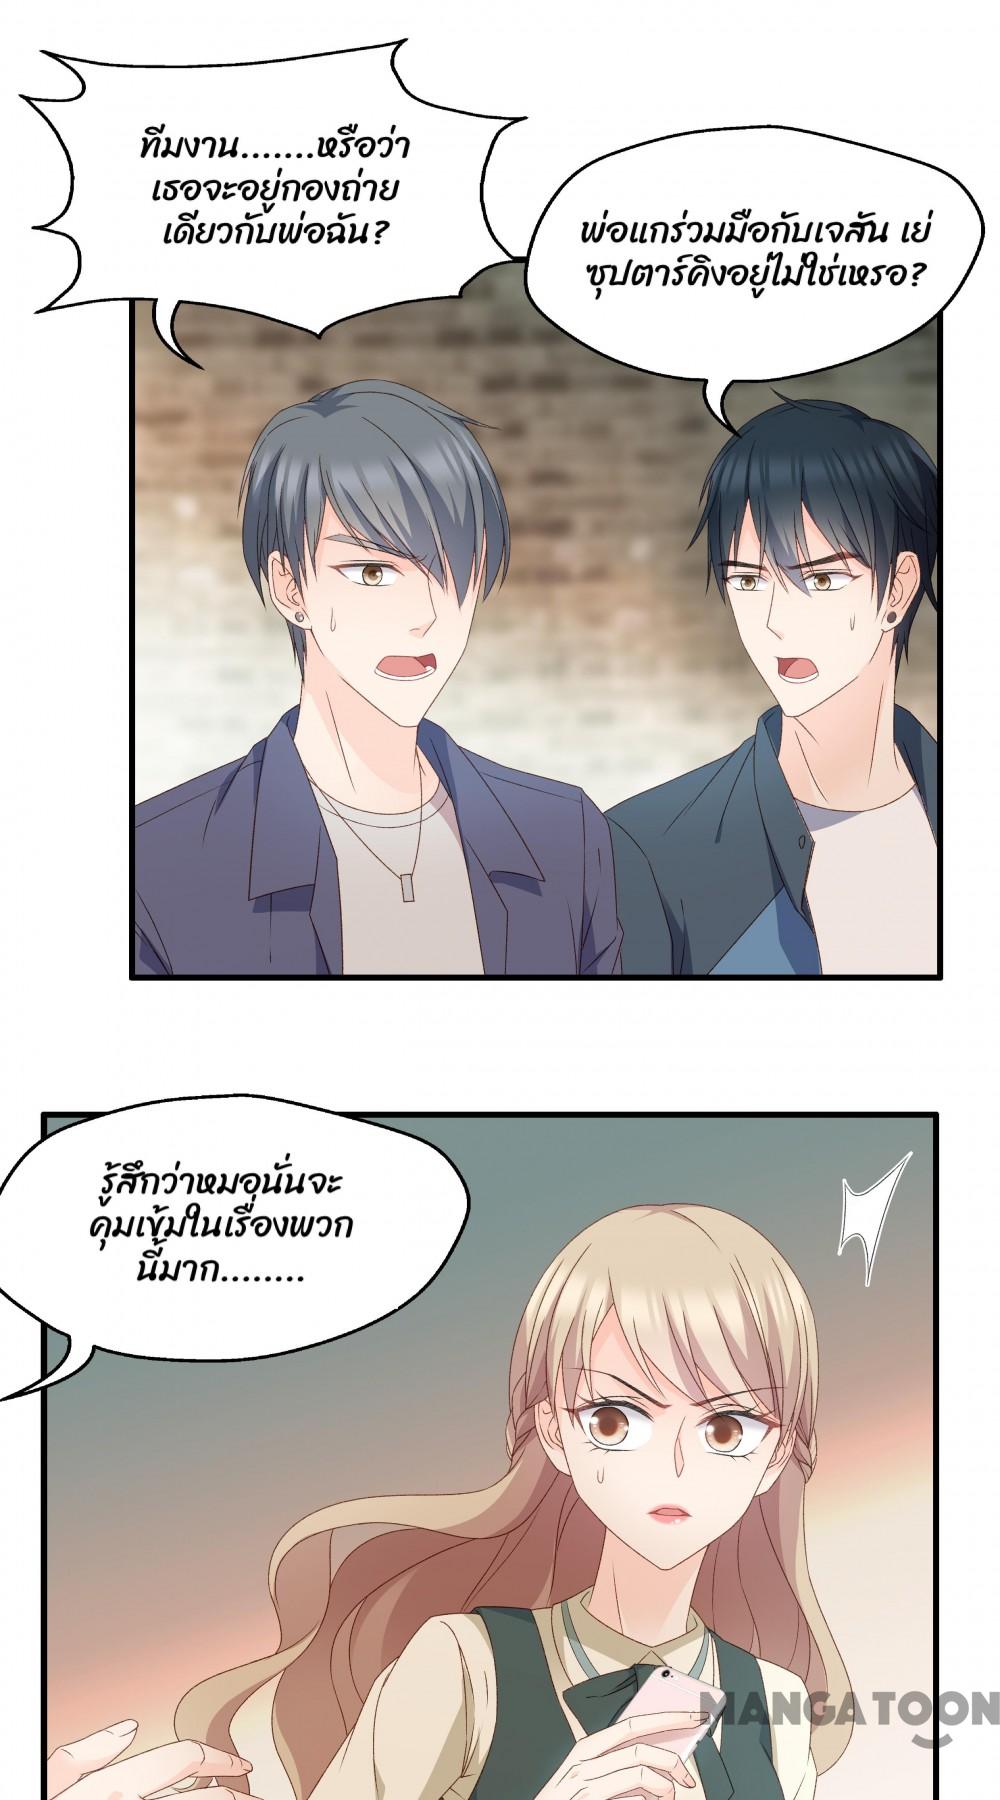 ทีมงาน.......หรือว่า
เธอจะอยู่กองถ่าย
เดียวกับพ่อฉัน?
พ่อแกร่วมมือกับเจสัน เย่
ซุปตาร์คิงอยู่ไม่ใช่เหรอ?
รู้สึกว่าหมอนั่นจะ
คุมเข้มในเรื่องพวก
นี้มาก........
MANGATOON